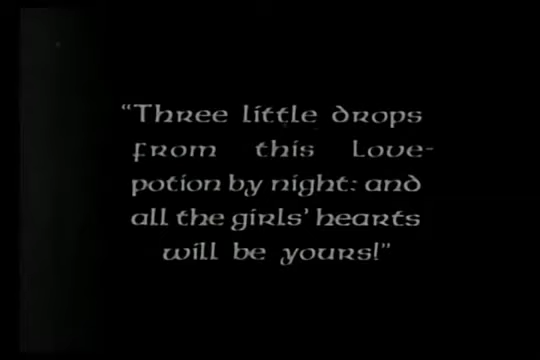 “Three little drops
from this Love-
potion by night: and
all the girls’ hearts
will be yours!”